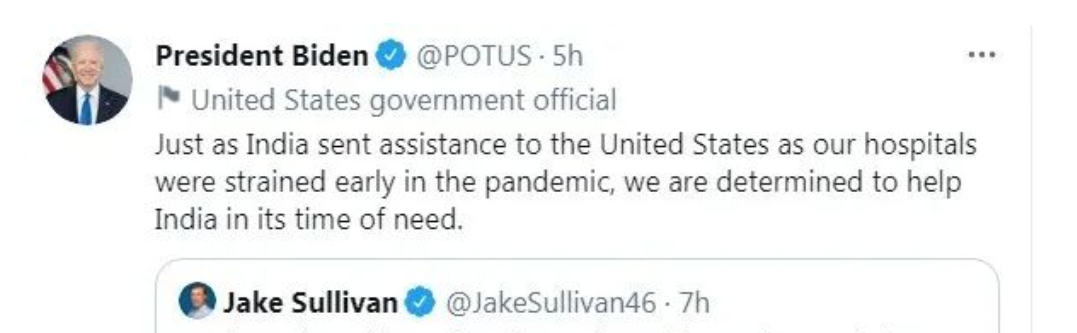 President Biden @POTUS · 5h
United States government official
Just as India sent assistance to the United States as our hospitals
were strained early in the pandemic, we are determined to help
India in its time of need.
Jake Sullivan @JakeSullivan46 · 7h